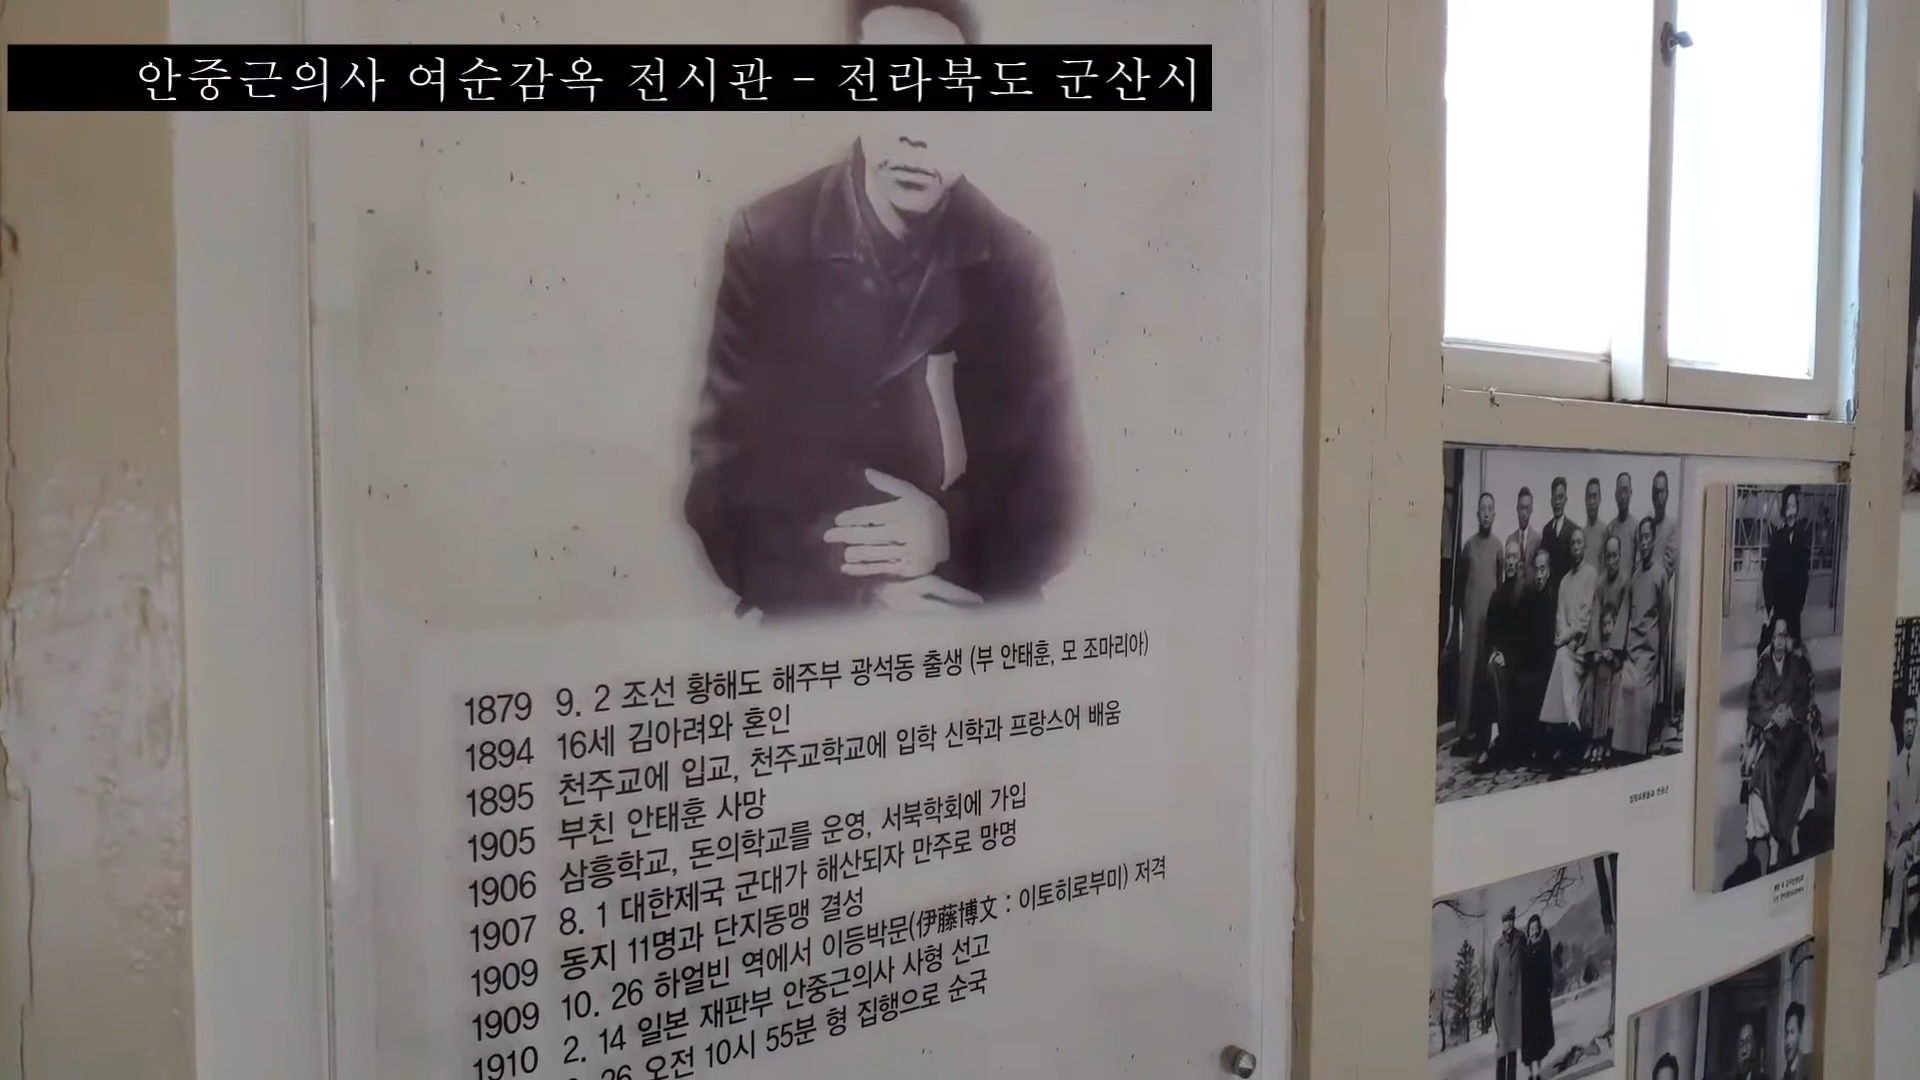 안중근의사 여순감옥 전시관 - 전라북도 군산시
1879 9. 2 조선 황해도 해주부 광석동 출생 (부 안태훈, 모 조마리아)
1894 16세 김아려와 혼인
1895 천주교에 입교, 천주교학교에 입학 신학과 프랑스어 배움
1905 부친 안태훈 사망
1906 삼흥학교, 돈의학교를 운영, 서북학회에 가입
1907 8. 1 대한제국 군대가 해산되자 만주로 망명
1909 동지 11명과 단지동맹 결성
1909 10. 26 하얼빈 역에서 이등박문(伊藤博文 : 이토히로부미) 저격
1910 2. 14 일본 재판부 안중근의사 사형 선고
26 오전 10시 55분 형 집행으로 순국